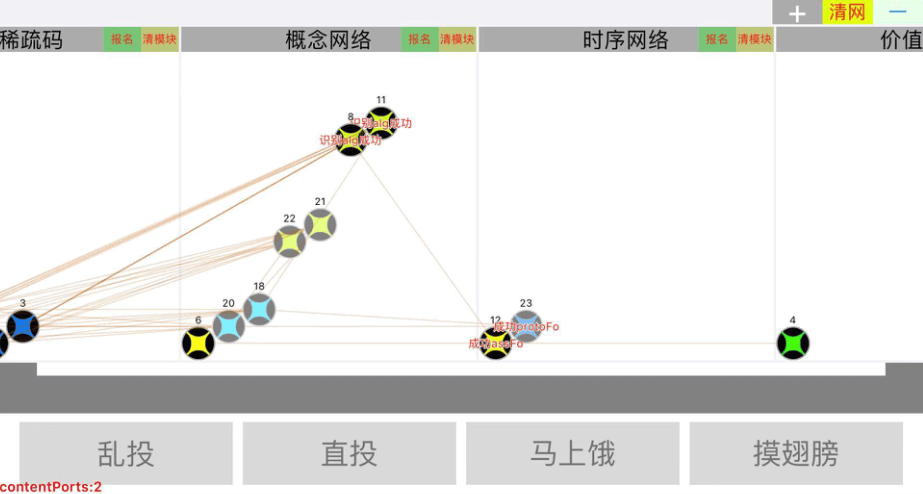 + 清网 —
稀疏码 报名 清模块 概念网络 报名 清模块 时序网络 报名 清模块 价值
11
8
识别alg成功
识别alg成功
21
22
18
3 20 23
6 12 4
成功protoFo
成功assFo
乱投 直投 马上饿 摸翅膀
contentPorts:2